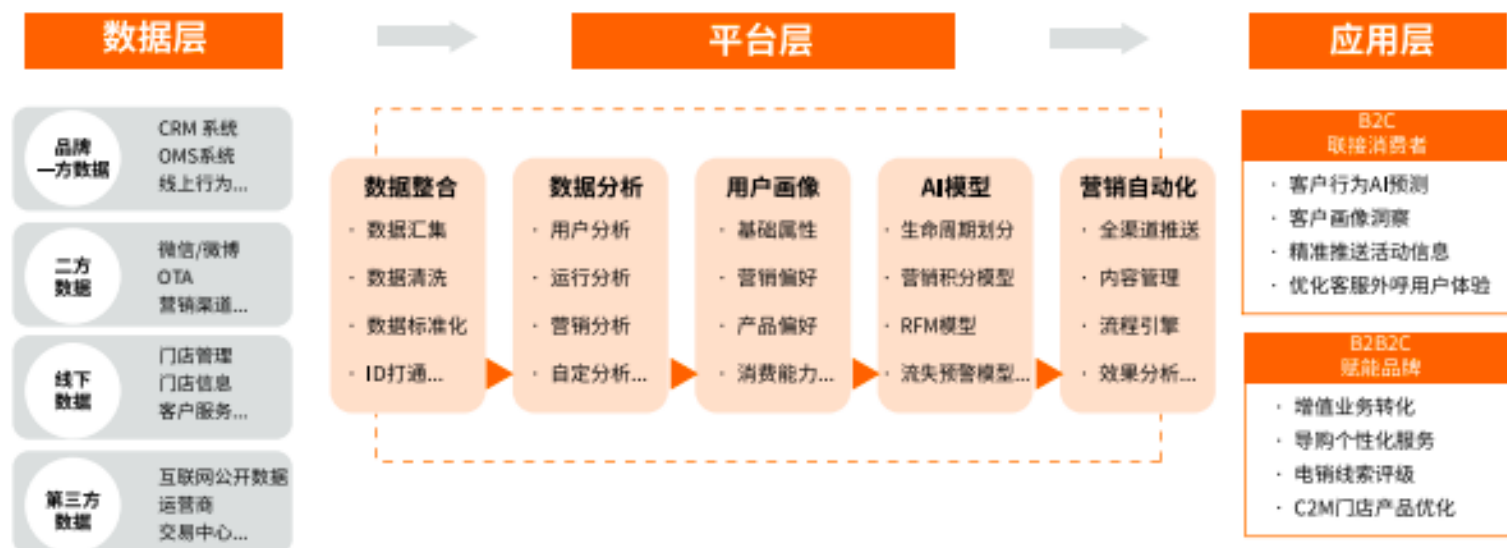 数据层
平台层
应用层
品牌
一方数据
CRM 系统
OMS系统
线上行为...
二方
数据
微信/微博
OTA
营销渠道...
线下
数据
门店管理
门店信息
客户服务...
第三方
数据
互联网公开数据
运营商
交易中心...
数据整合
· 数据汇集
· 数据清洗
· 数据标准化
· ID打通...
数据分析
· 用户分析
· 运行分析
· 营销分析
· 自定分析...
用户画像
· 基础属性
· 营销偏好
· 产品偏好
· 消费能力...
AI模型
· 生命周期划分
· 营销积分模型
· RFM模型
· 流失预警模型...
营销自动化
· 全渠道推送
· 内容管理
· 流程引擎
· 效果分析...
B2C
联接消费者
· 客户行为AI预测
· 客户画像洞察
· 精准推送活动信息
· 优化客服外呼用户体验
B2B2C
赋能品牌
· 增值业务转化
· 导购个性化服务
· 电销线索评级
· C2M门店产品优化